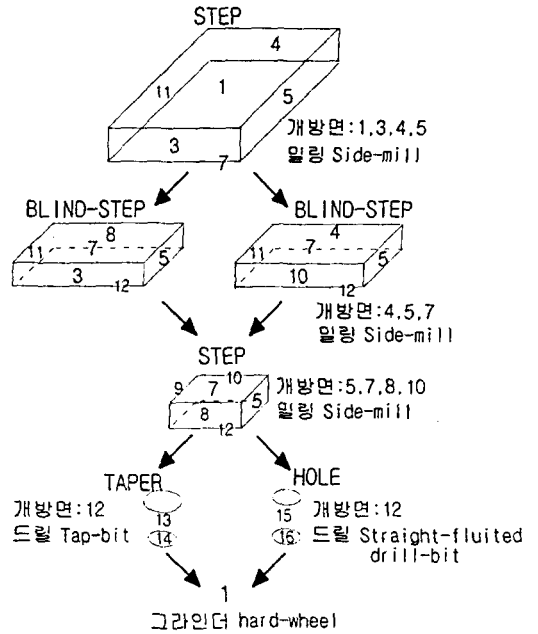 STEP
4
11
1
5
3
7
개방면:1,3,4,5
밀링 Side-mill
BLIND-STEP
8
11
7
5
3
12
BLIND-STEP
4
11
7
5
10
12
개방면:4,5,7
밀링 Side-mill
STEP
9
10
7
5
8
12
개방면:5,7,8,10
밀링 Side-mill
TAPER
개방면:12
드릴 Tap-bit
13
14
HOLE
15
16
개방면:12
드릴 Straight-fluited
drill-bit
1
그라인더 hard-wheel